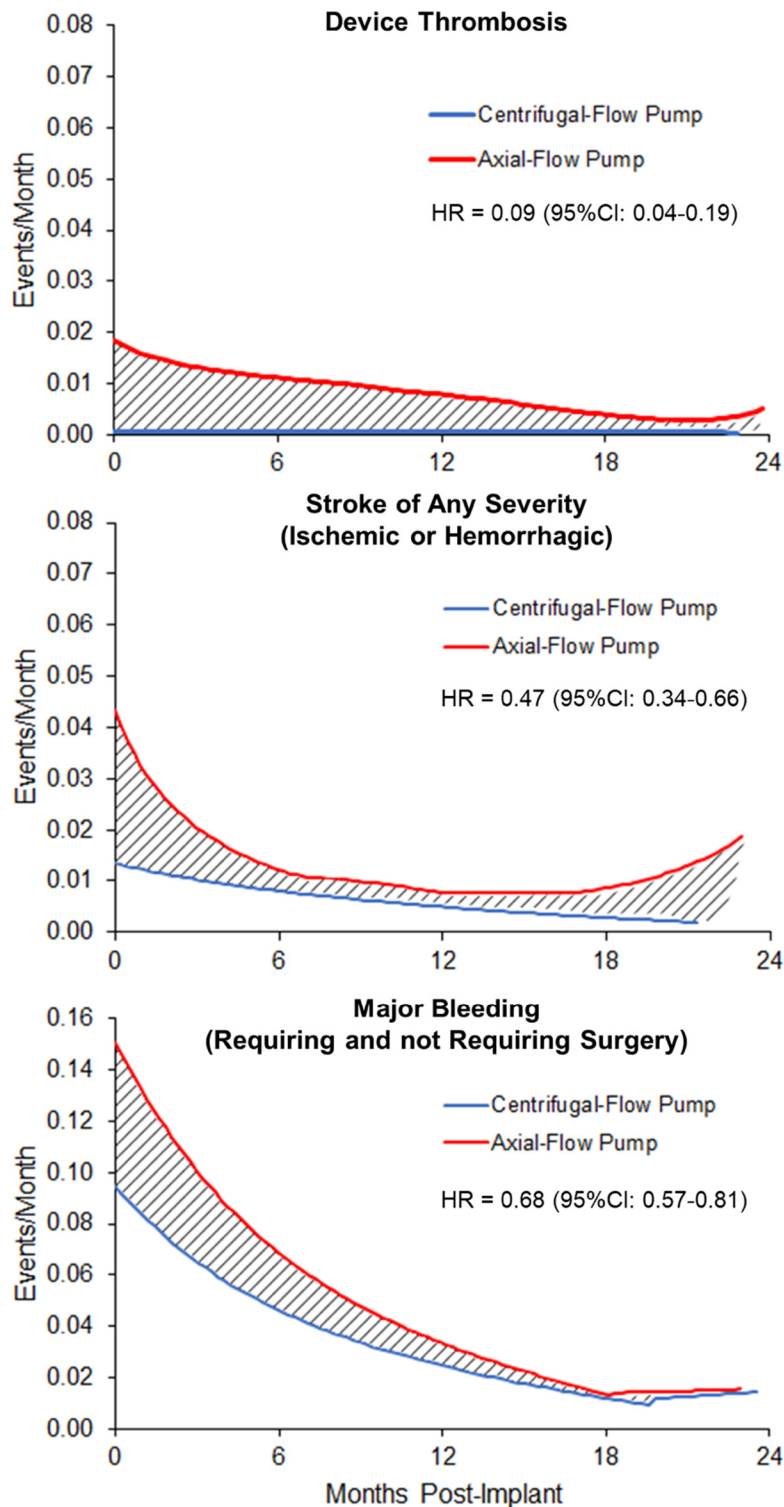 Device Thrombosis
0.08
0.07
0.06
0.05
0.04
0.03
0.02
0.01
0.00
Events/Month
Centrifugal-Flow Pump
Axial-Flow Pump
HR = 0.09 (95%CI: 0.04-0.19)
0 6 12 18 24
Stroke of Any Severity
(Ischemic or Hemorrhagic)
0.08
0.07
0.06
0.05
0.04
0.03
0.02
0.01
0.00
Events/Month
Centrifugal-Flow Pump
Axial-Flow Pump
HR = 0.47 (95%CI: 0.34-0.66)
0 6 12 18 24
Major Bleeding
(Requiring and not Requiring Surgery)
0.16
0.14
0.12
0.10
0.08
0.06
0.04
0.02
0.00
Events/Month
Centrifugal-Flow Pump
Axial-Flow Pump
HR = 0.68 (95%CI: 0.57-0.81)
0 6 12 18 24
Months Post-Implant